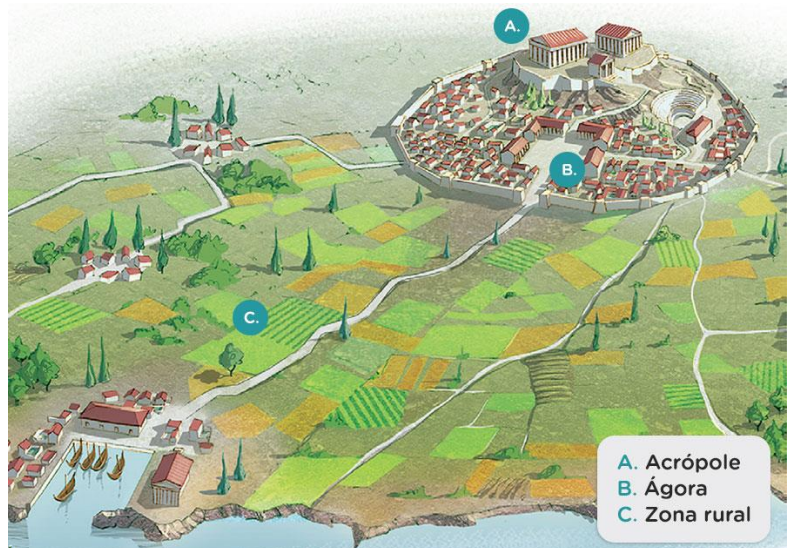 A.
B.
C.
A. Acrópole
B. Ágora
C. Zona rural